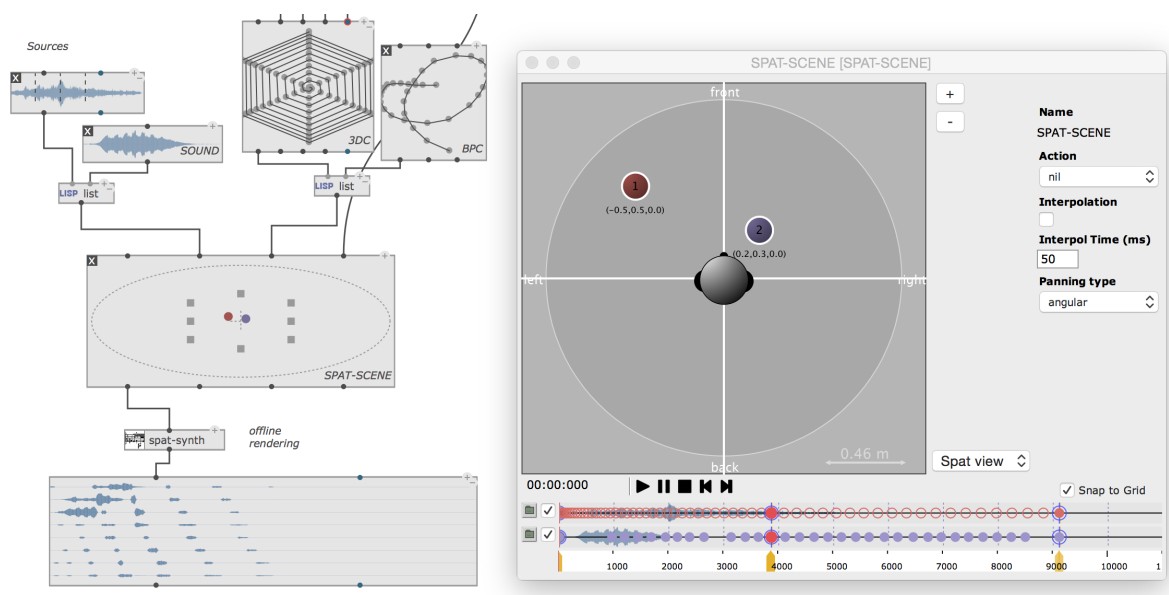 Sources
X
X
SOUND
LISP list
3DC
X
BPC
LISP list
X
SPAT-SCENE
spat-synth
offline
rendering
SPAT-SCENE [SPAT-SCENE]
front
left
right
back
1
(-0.5,0.5,0.0)
2
(0.2,0.3,0.0)
0.46 m
+
-
Name
SPAT-SCENE
Action
nil
Interpolation
Interpol Time (ms)
50
Panning type
angular
Spat view
00:00:000
Snap to Grid
1000 2000 3000 4000 5000 6000 7000 8000 9000 10000 1